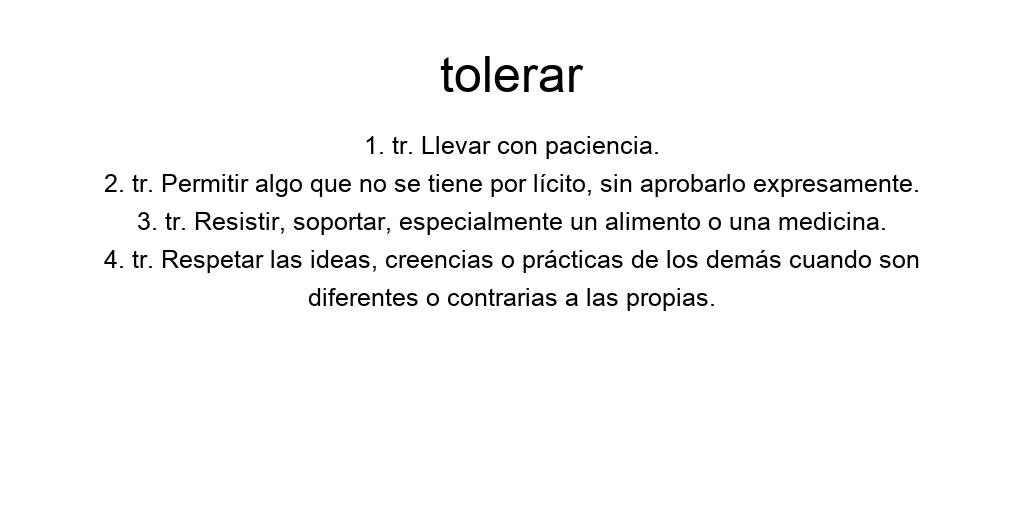 tolerar
1. tr. Llevar con paciencia.
2. tr. Permitir algo que no se tiene por lícito, sin aprobarlo expresamente.
3. tr. Resistir, soportar, especialmente un alimento o una medicina.
4. tr. Respetar las ideas, creencias o prácticas de los demás cuando son
diferentes o contrarias a las propias.